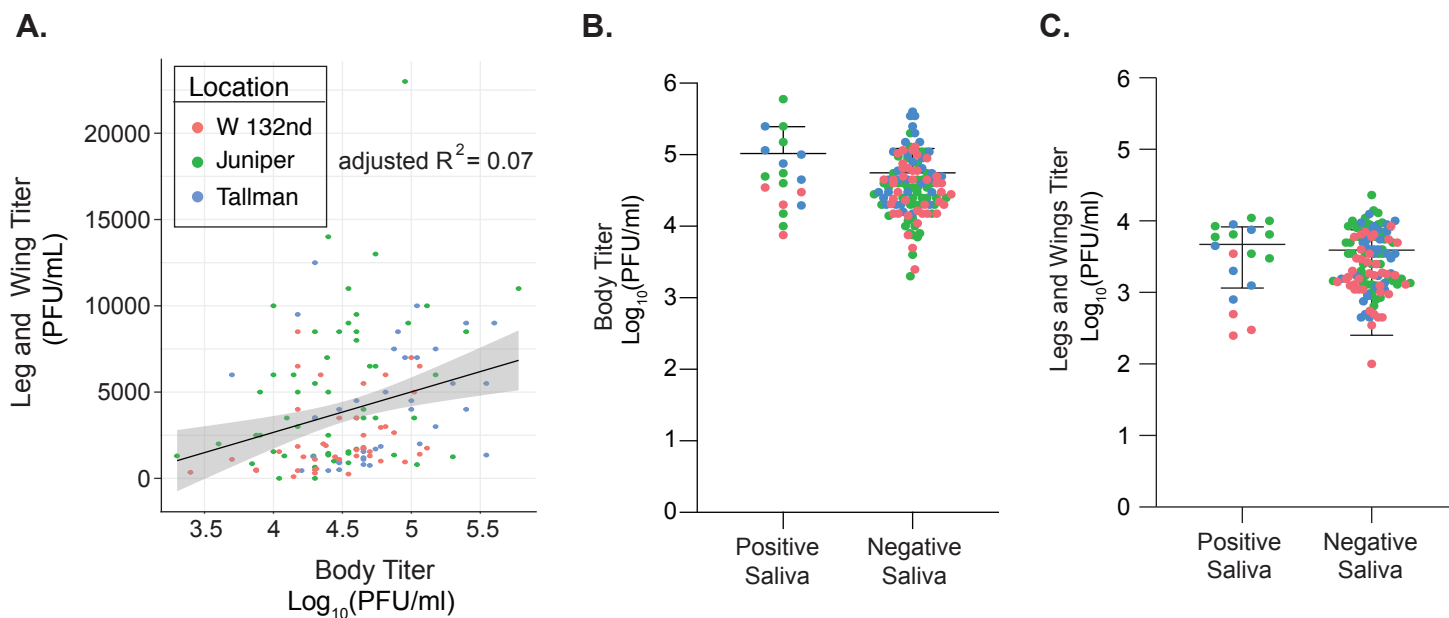 A.
Location
W 132nd
Juniper
Tallman
adjusted R² = 0.07
Leg and Wing Titer
(PFU/mL)
20000
15000
10000
5000
0
3.5 4 4.5 5 5.5
Body Titer
Log₁₀(PFU/ml)
B.
Body Titer
Log₁₀(PFU/ml)
6
5
4
3
2
1
0
Positive Saliva
Negative Saliva
C.
Legs and Wings Titer
Log₁₀(PFU/ml)
6
5
4
3
2
1
0
Positive
Saliva
Negative
Saliva